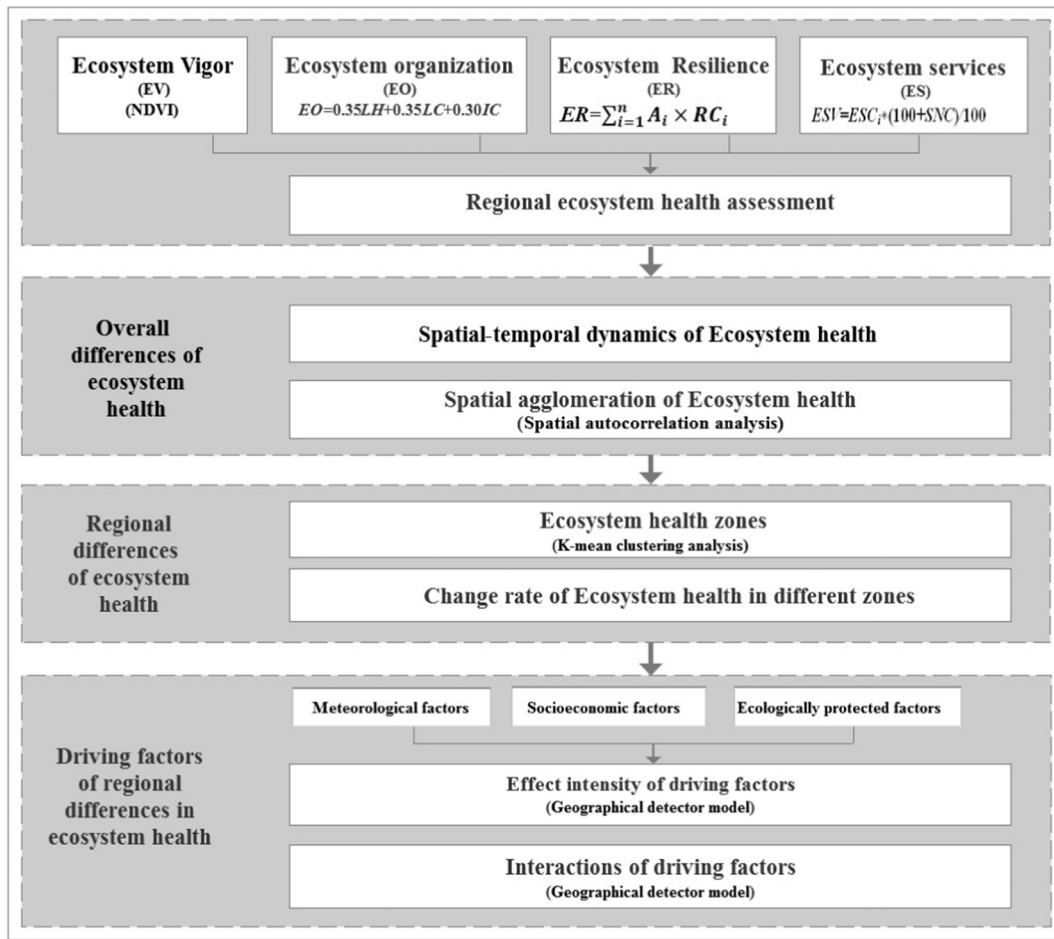 Ecosystem Vigor
(EV)
(NDVI)
Ecosystem organization
(EO)
EO=0.35LH+0.35LC+0.30IC
Ecosystem Resilience
(ER)
ER=∑ⁿᵢ₌₁ Aᵢ × RCᵢ
Ecosystem services
(ES)
ESV=ESCᵢ*(100+SNC)/100
Regional ecosystem health assessment
Overall
differences of
ecosystem
health
Spatial-temporal dynamics of Ecosystem health
Spatial agglomeration of Ecosystem health
(Spatial autocorrelation analysis)
Regional
differences
of ecosystem
health
Ecosystem health zones
(K-mean clustering analysis)
Change rate of Ecosystem health in different zones
Driving factors
of regional
differences in
ecosystem health
Meteorological factors
Socioeconomic factors
Ecologically protected factors
Effect intensity of driving factors
(Geographical detector model)
Interactions of driving factors
(Geographical detector model)